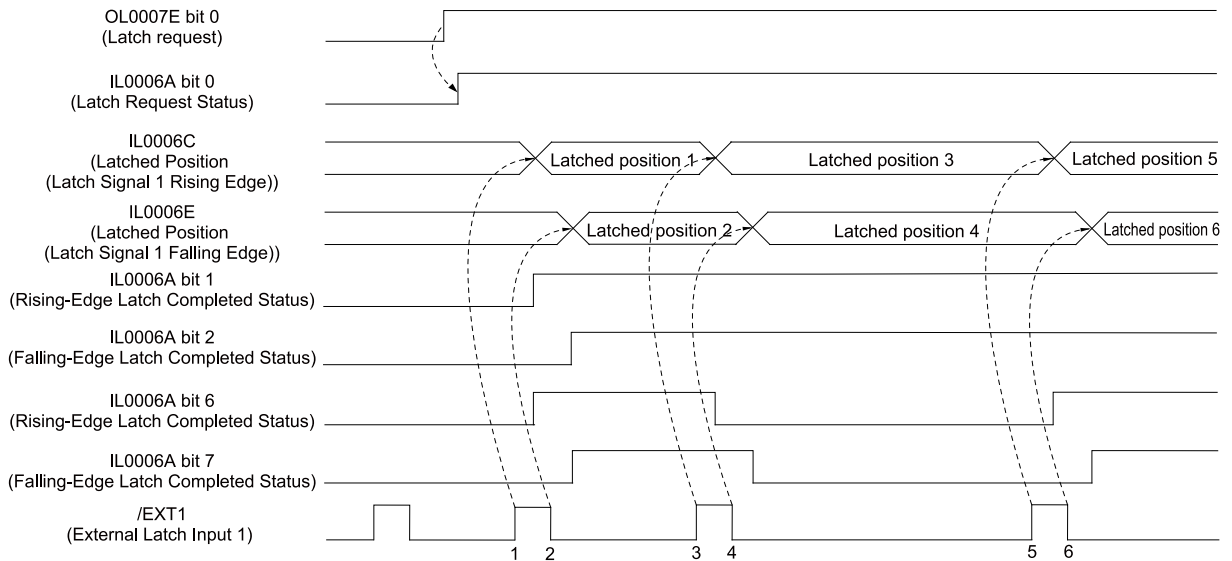 OL0007E bit 0
(Latch request)
IL0006A bit 0
(Latch Request Status)
IL0006C
(Latched Position
(Latch Signal 1 Rising Edge))
Latched position 1
Latched position 3
Latched position 5
IL0006E
(Latched Position
(Latch Signal 1 Falling Edge))
Latched position 2
Latched position 4
Latched position 6
IL0006A bit 1
(Rising-Edge Latch Completed Status)
IL0006A bit 2
(Falling-Edge Latch Completed Status)
IL0006A bit 6
(Rising-Edge Latch Completed Status)
IL0006A bit 7
(Falling-Edge Latch Completed Status)
/EXT1
(External Latch Input 1)
1 2 3 4 5 6